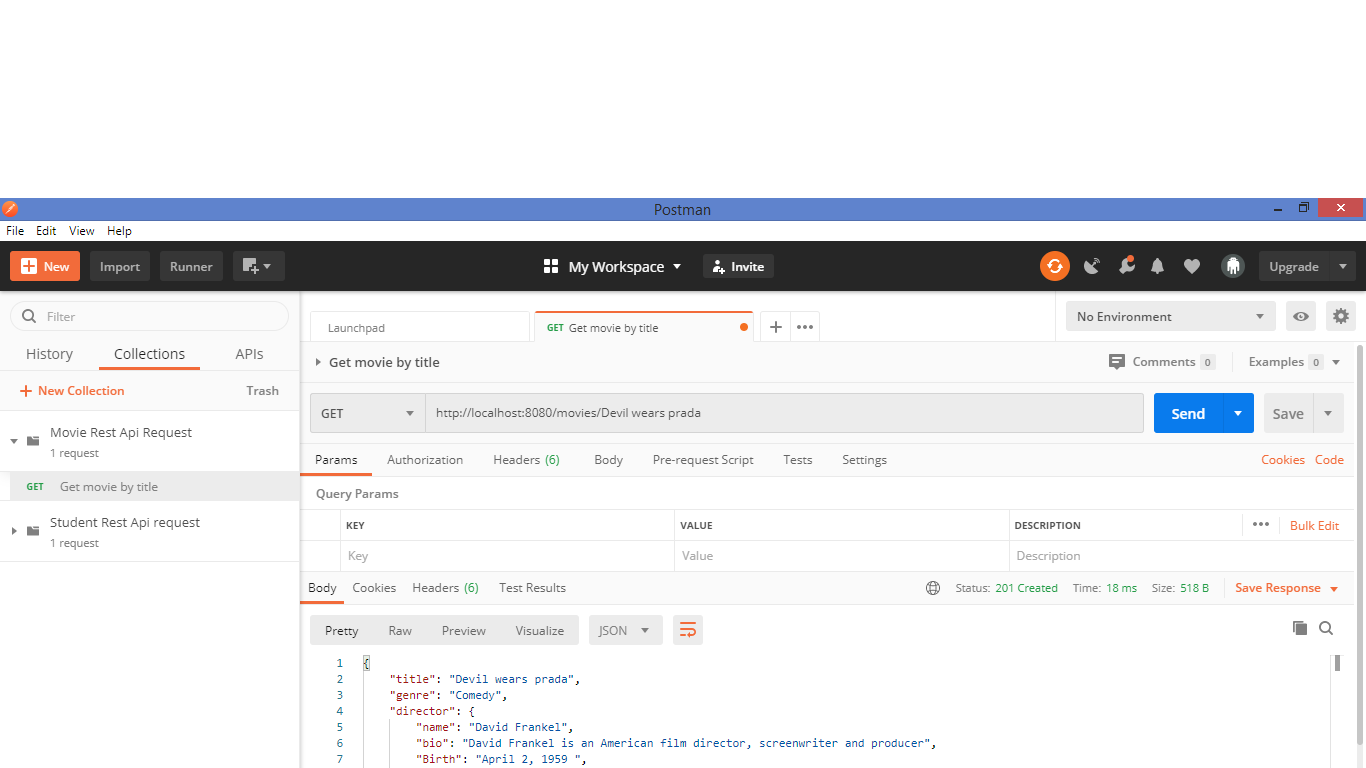 Postman
File Edit View Help
New Import Runner My Workspace Invite Upgrade
Filter
History Collections APIs
New Collection Trash
Movie Rest Api Request
1 request
GET Get movie by title
Student Rest Api request
1 request
Launchpad GET Get movie by title No Environment
Get movie by title Comments 0 Examples 0
GET http://localhost:8080/movies/Devil wears prada Send Save
Params Authorization Headers (6) Body Pre-request Script Tests Settings Cookies Code
Query Params
KEY VALUE DESCRIPTION Bulk Edit
Key Value Description
Body Cookies Headers (6) Test Results Status: 201 Created Time: 18 ms Size: 518 B Save Response
Pretty Raw Preview Visualize JSON
1 {
2 "title": "Devil wears prada",
3 "genre": "Comedy",
4 "director": {
5 "name": "David Frankel",
6 "bio": "David Frankel is an American film director, screenwriter and producer",
7 "Birth": "April 2, 1959 ",